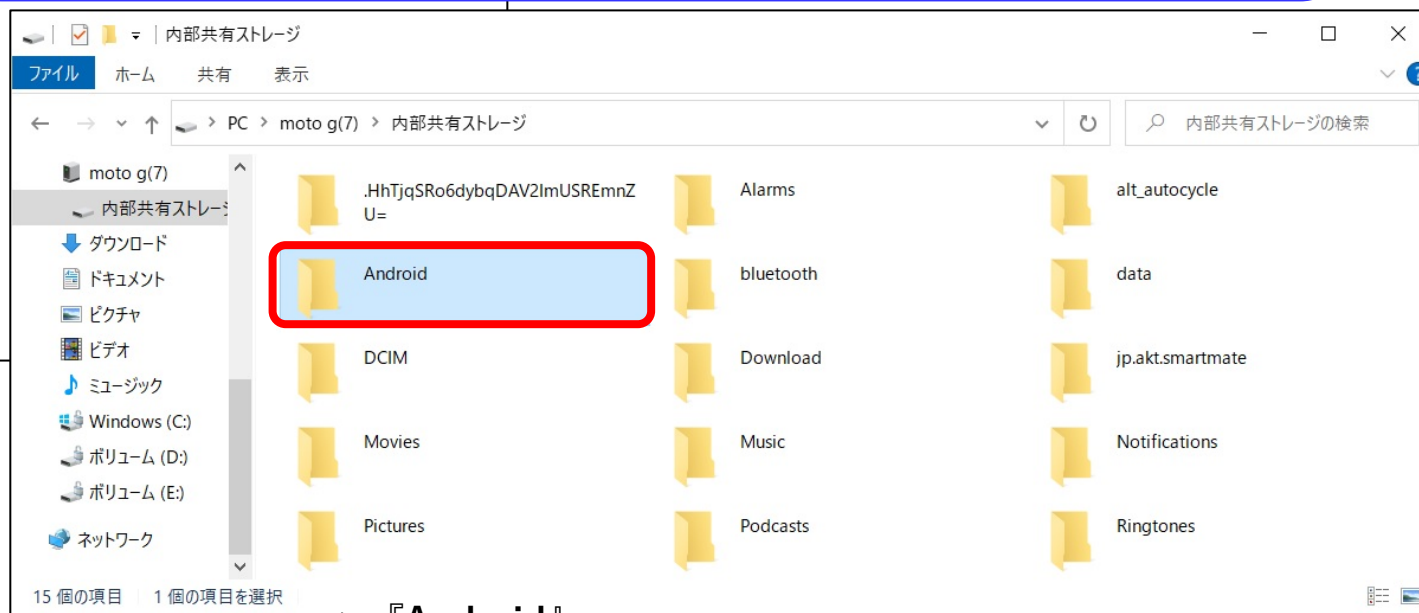 内部共有ストレージ
ファイル ホーム 共有 表示
PC > moto g(7) > 内部共有ストレージ 内部共有ストレージの検索
moto g(7)
内部共有ストレージ
ダウンロード
ドキュメント
ピクチャ
ビデオ
ミュージック
Windows (C:)
ボリューム (D:)
ボリューム (E:)
ネットワーク
.HhTjqSRo6dybqDAV2ImUSREmnZ
U=
Alarms
alt_autocycle
Android
bluetooth
data
DCIM
Download
jp.akt.smartmate
Movies
Music
Notifications
Pictures
Podcasts
Ringtones
15 個の項目 1 個の項目を選択
『Android』